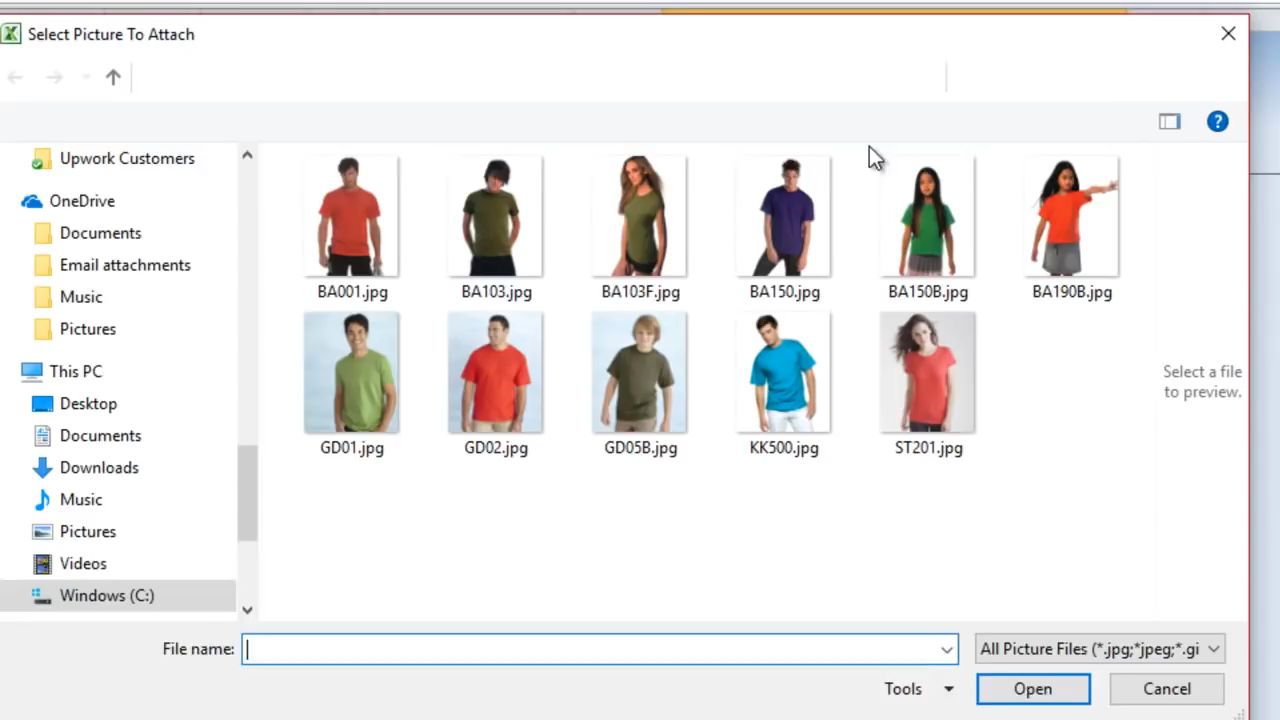 Select Picture To Attach
Upwork Customers
OneDrive
Documents
Email attachments
Music
Pictures
This PC
Desktop
Documents
Downloads
Music
Pictures
Videos
Windows (C:)
BA001.jpg
BA103.jpg
BA103F.jpg
BA150.jpg
BA150B.jpg
BA190B.jpg
GD01.jpg
GD02.jpg
GD05B.jpg
KK500.jpg
ST201.jpg
Select a file
to preview.
File name:
All Picture Files (*.jpg;*jpeg;*.gi
Tools
Open
Cancel
?